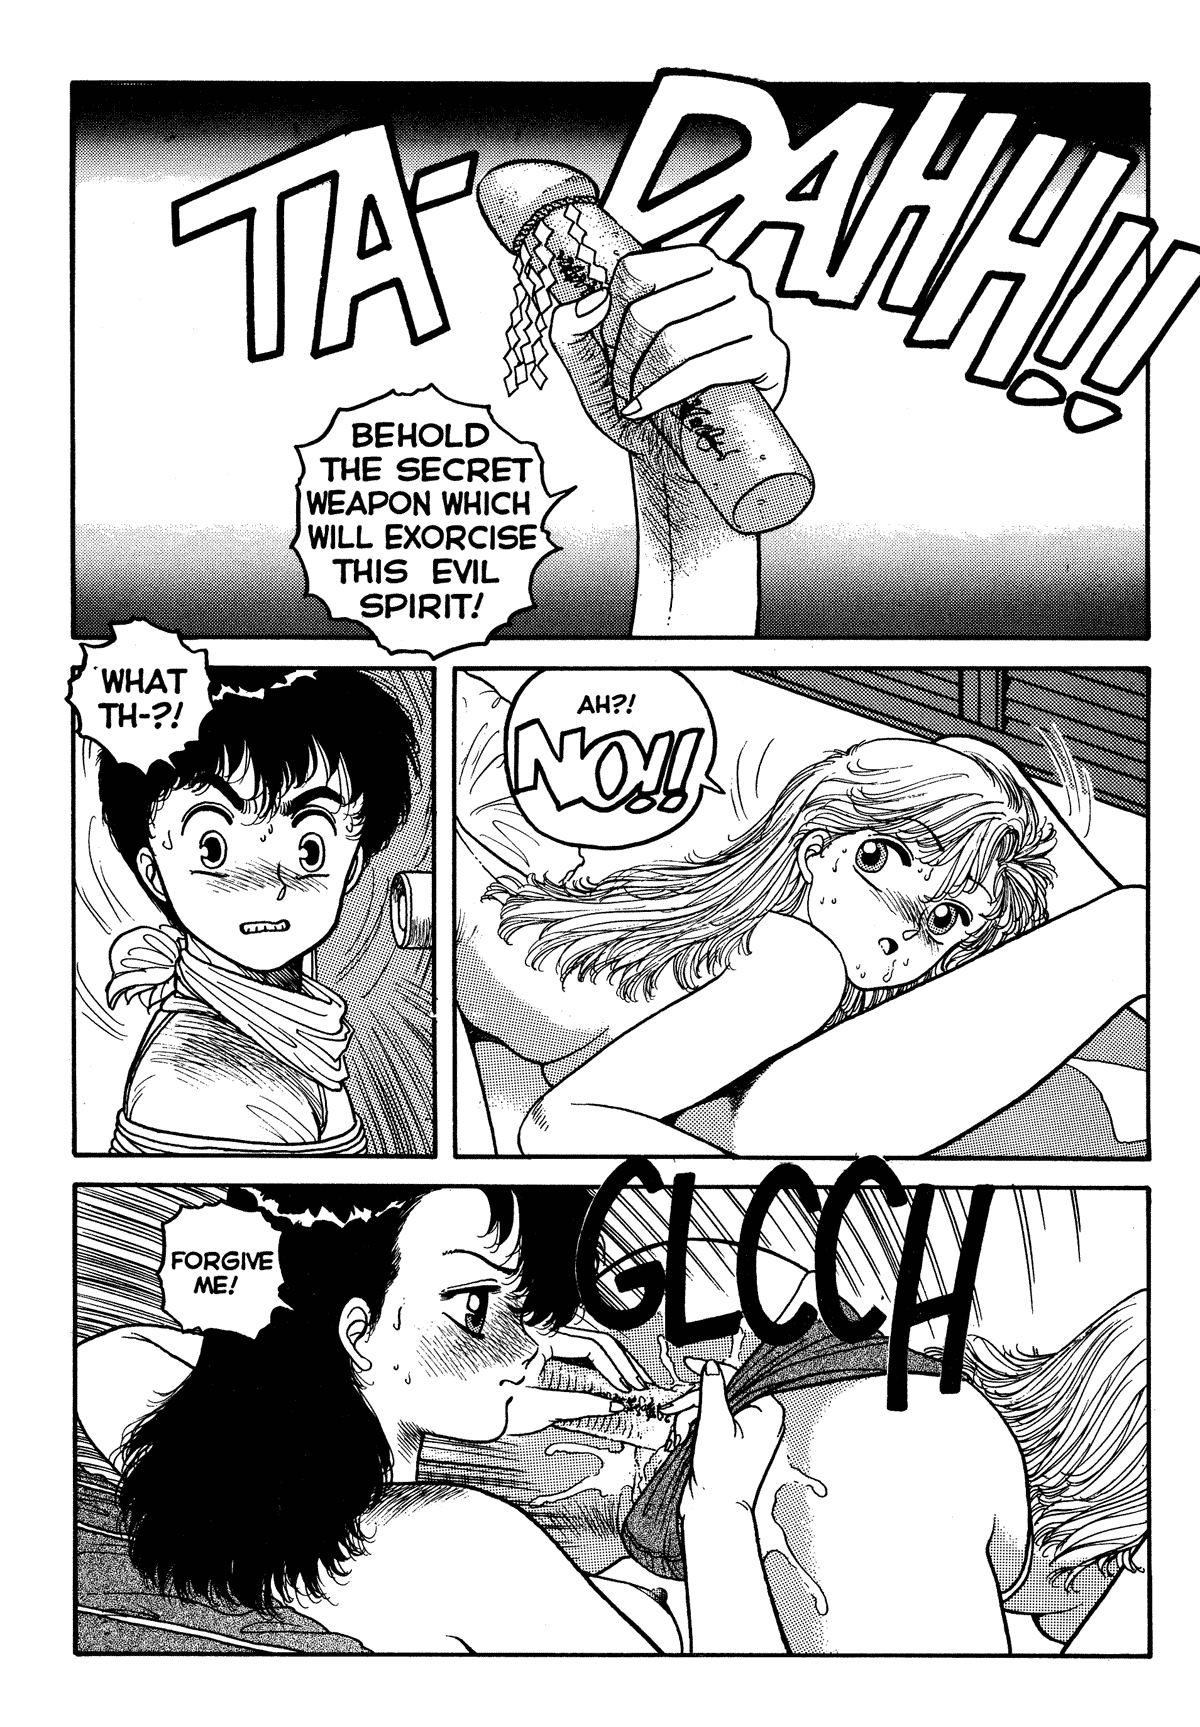 TA-DAHH!!
BEHOLD
THE SECRET
WEAPON WHICH
WILL EXORCISE
THIS EVIL
SPIRIT!
WHAT
TH-?!
AH?!
NO!!
FORGIVE
ME!
GLCCH